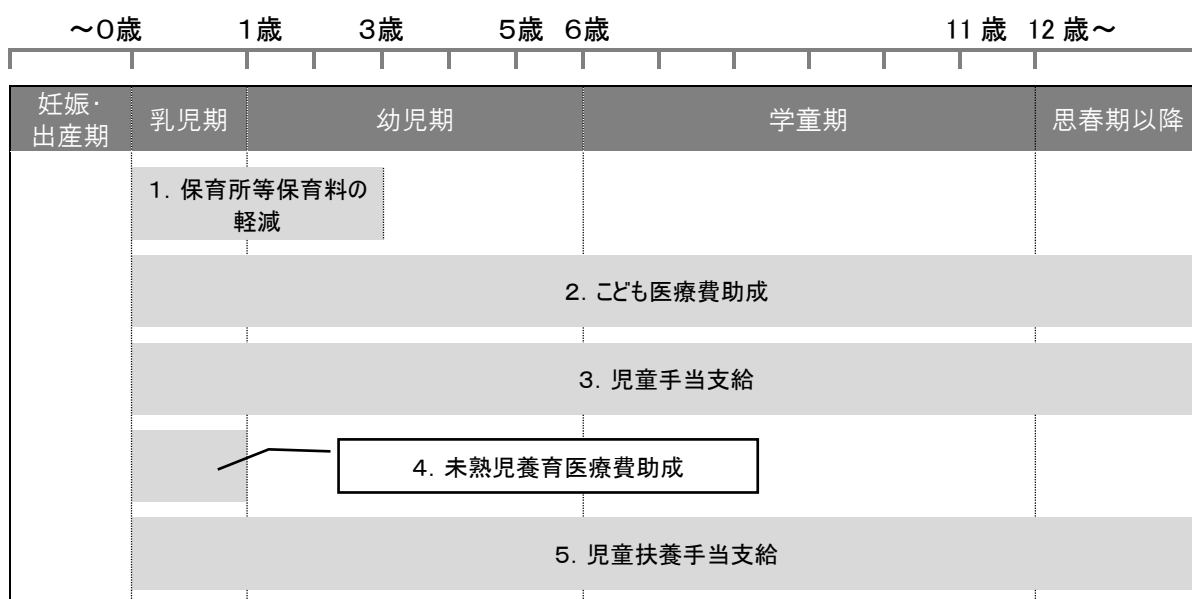 ～０歳 １歳 ３歳 ５歳 ６歳 11 歳 12 歳～
妊娠・
出産期
乳児期 幼児期 学童期 思春期以降
１．保育所等保育料の
軽減
２．こども医療費助成
３．児童手当支給
４．未熟児養育医療費助成
５．児童扶養手当支給